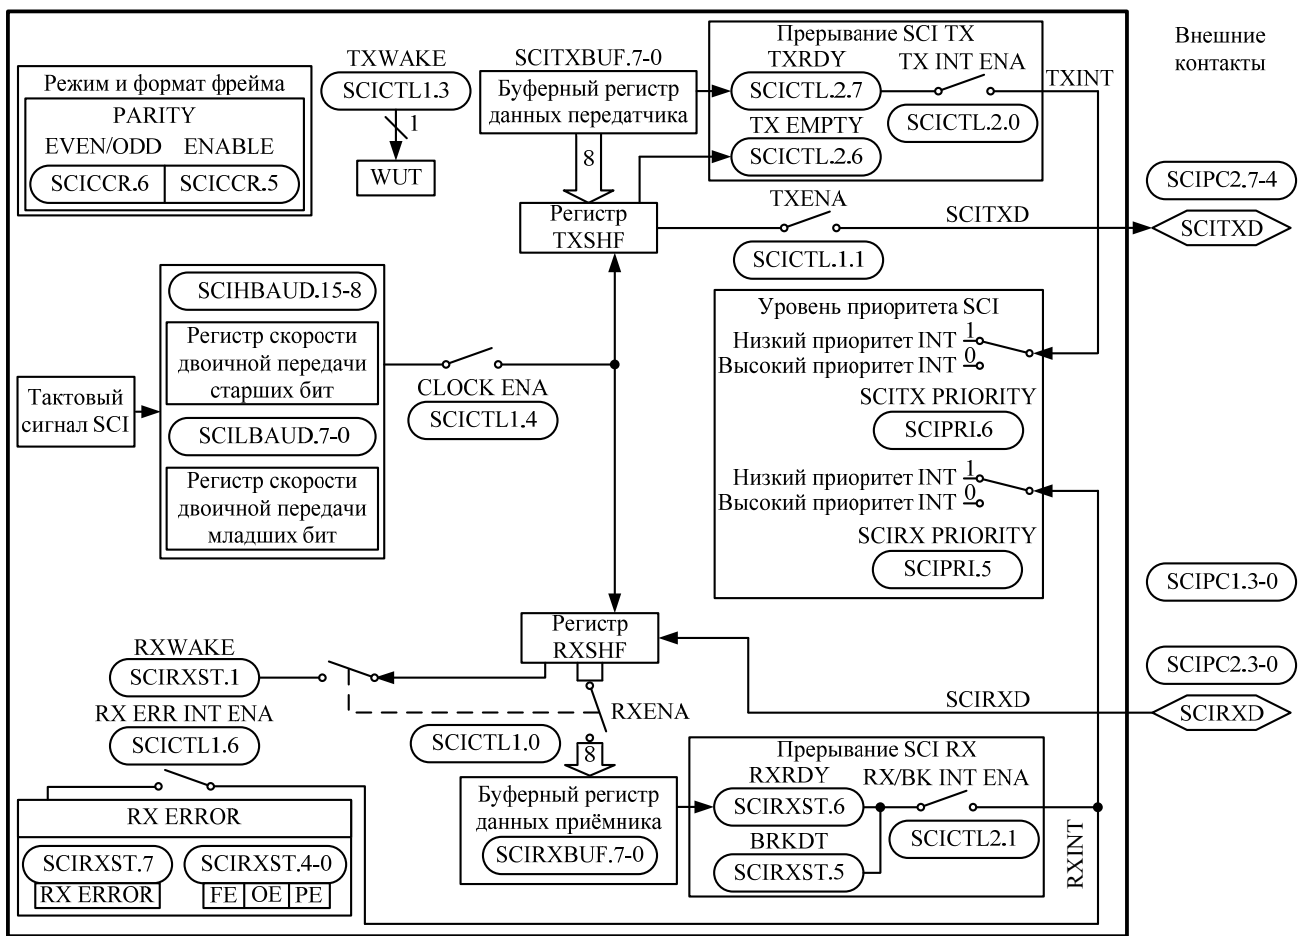 Режим и формат фрейма
PARITY
EVEN/ODD ENABLE
SCICCR.6 SCICCR.5
TXWAKE
SCICTL1.3
1
WUT
SCITXBUF.7-0
Буферный регистр
данных передатчика
8
Регистр
TXSHF
Прерывание SCI TX
TXRDY
SCICTL.2.7
TX INT ENA
SCICTL.2.0
TX EMPTY
SCICTL.2.6
TXINT
Внешние
контакты
SCIPC2.7-4
SCITXD
TXENA
SCICTL.1.1
SCITXD
Тактовый
сигнал SCI
SCIHBAUD.15-8
Регистр скорости
двоичной передачи
старших бит
SCILBAUD.7-0
Регистр скорости
двоичной передачи
младших бит
CLOCK ENA
SCICTL1.4
Уровень приоритета SCI
Низкий приоритет INT 1
Высокий приоритет INT 0
SCITX PRIORITY
SCIPRI.6
Низкий приоритет INT 1
Высокий приоритет INT 0
SCIRX PRIORITY
SCIPRI.5
SCIPC1.3-0
SCIPC2.3-0
SCIRXD
SCIRXD
Регистр
RXSHF
RXWAKE
SCIRXST.1
RX ERR INT ENA
SCICTL1.6
RXENA
SCICTL1.0
8
Буферный регистр
данных приёмника
SCIRXBUF.7-0
Прерывание SCI RX
RXRDY
SCIRXST.6
RX/BK INT ENA
SCICTL2.1
BRKDT
SCIRXST.5
RXINT
RX ERROR
SCIRXST.7
RX ERROR
SCIRXST.4-0
FE OE PE